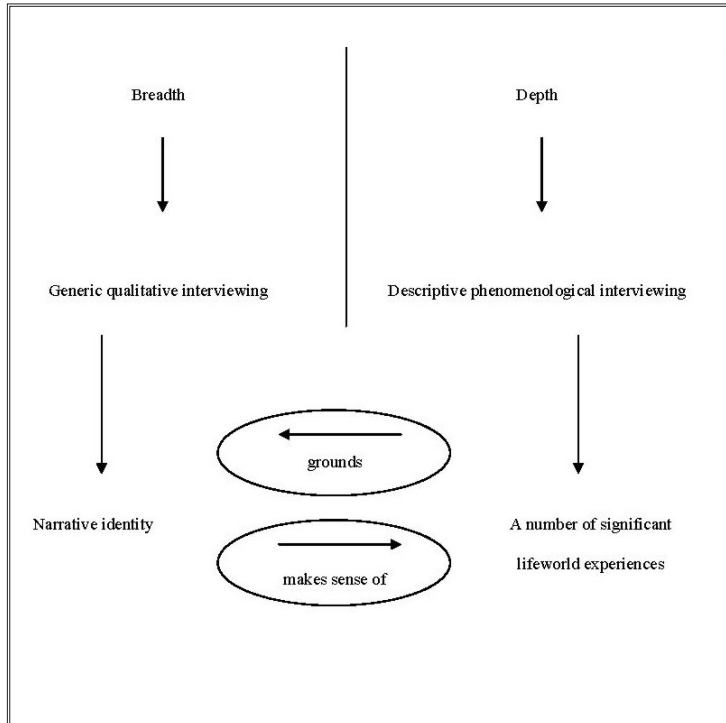 Breadth
Depth
Generic qualitative interviewing
Descriptive phenomenological interviewing
grounds
Narrative identity
A number of significant
lifeworld experiences
makes sense of